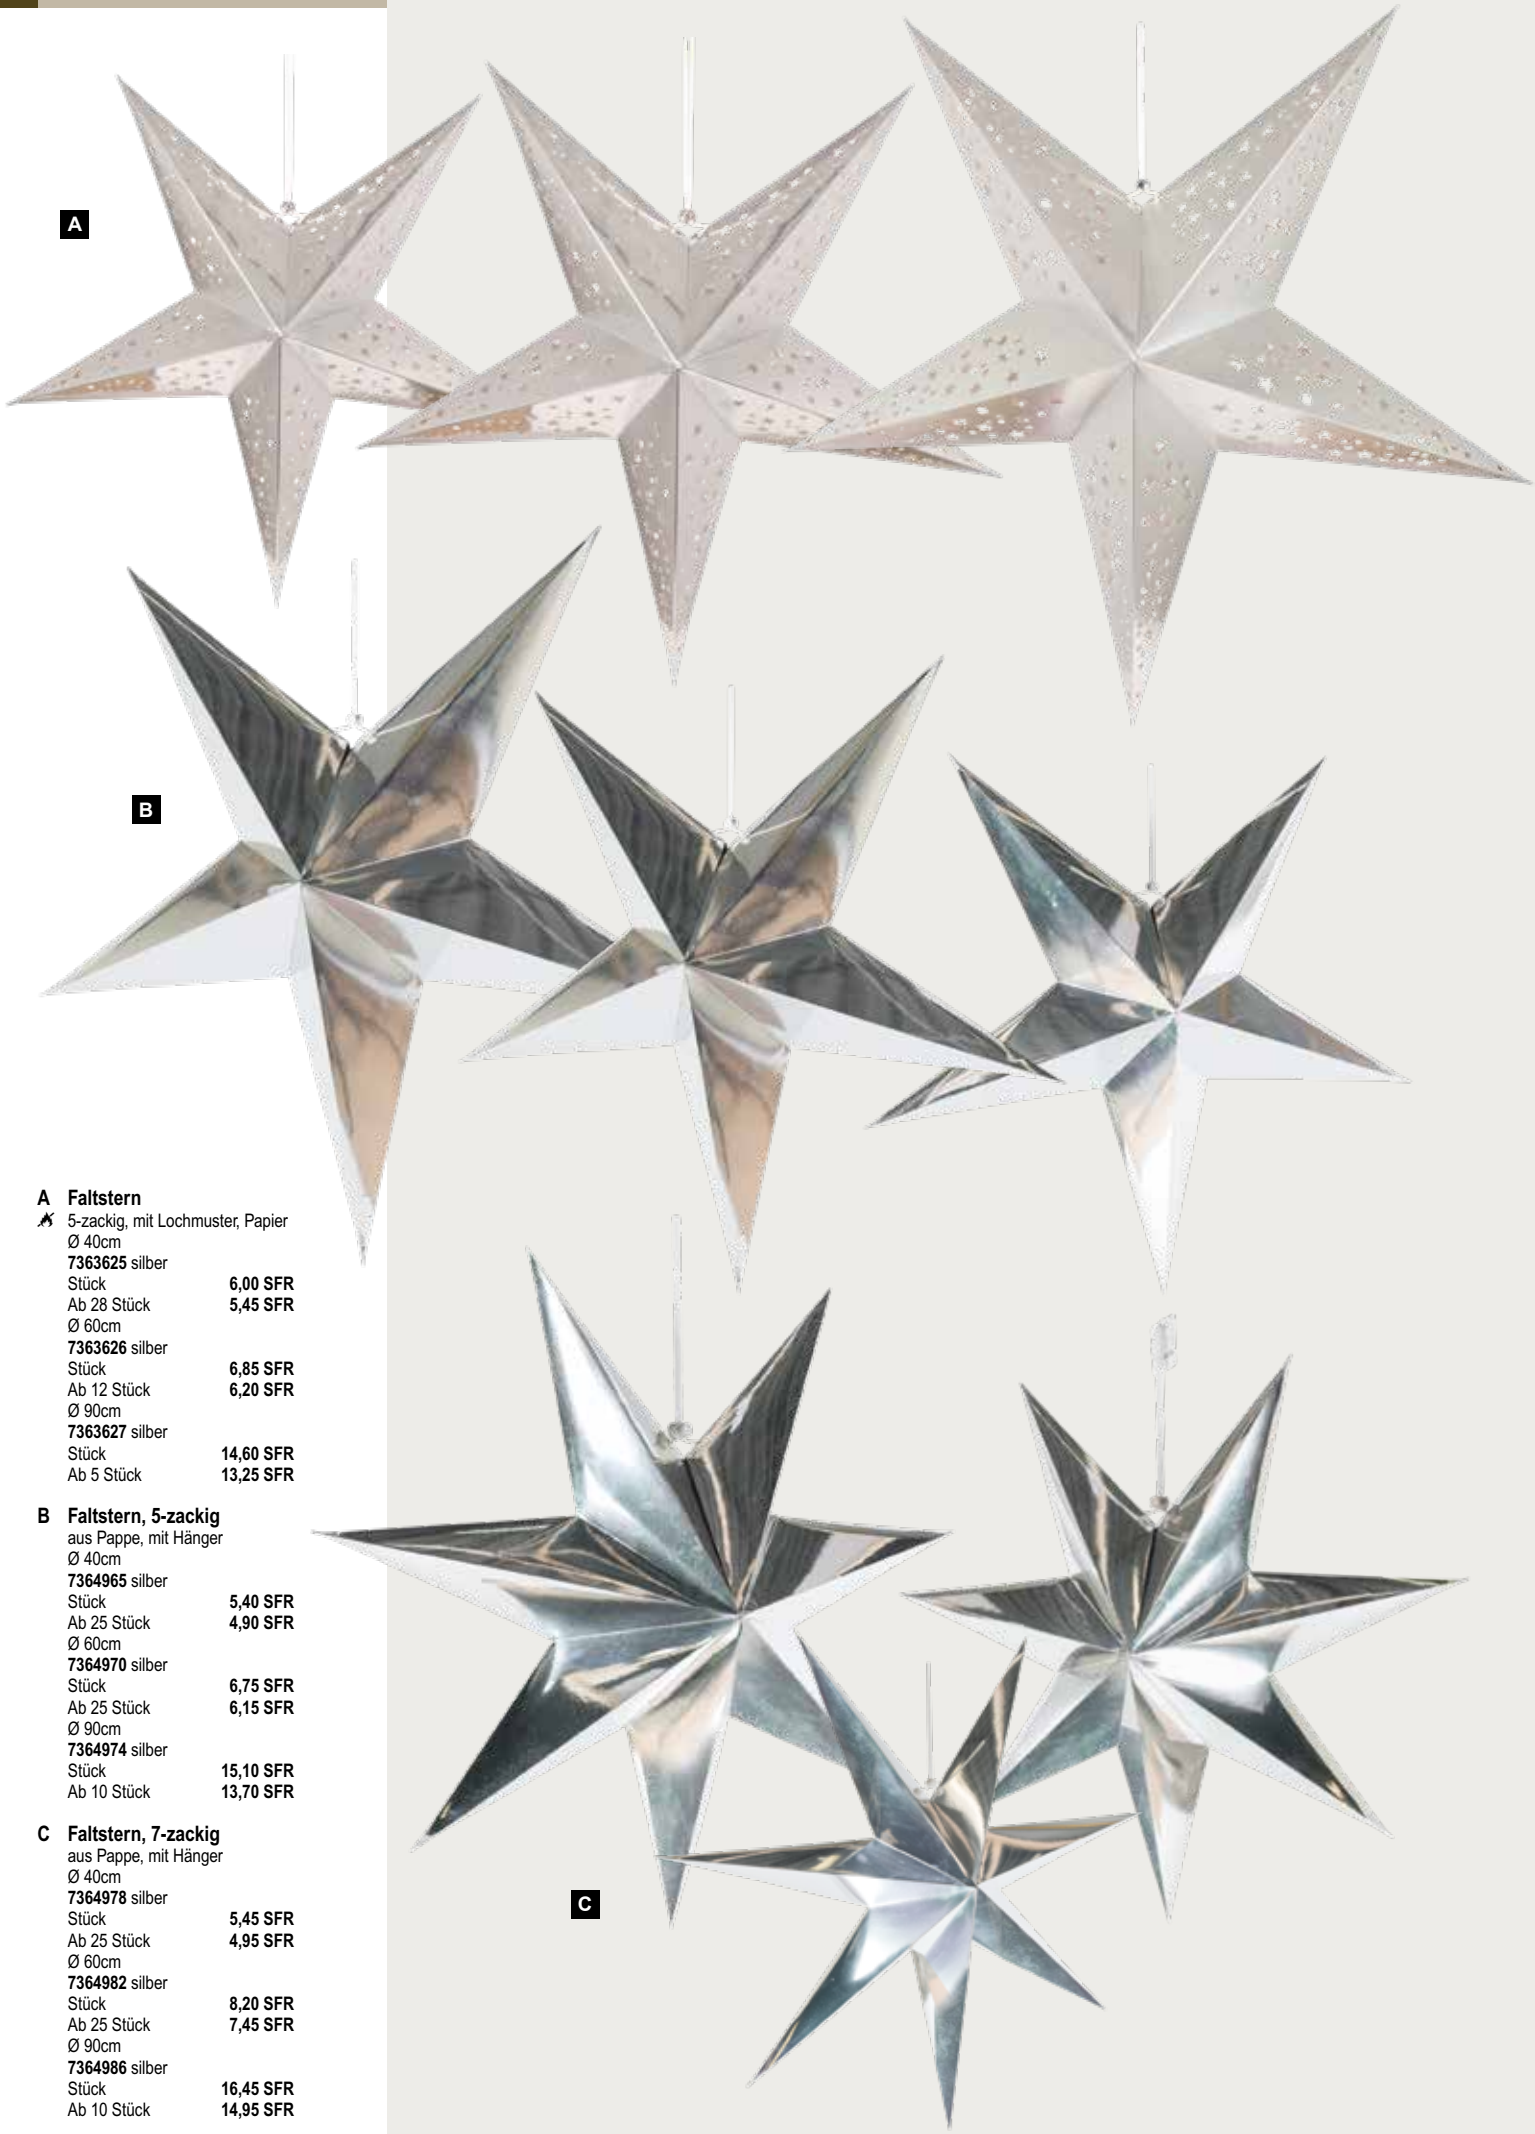 A
B
A Faltstern
5-zackig, mit Lochmuster, Papier
Ø 40cm
7363625 silber
Stück 6,00 SFR
Ab 28 Stück 5,45 SFR
Ø 60cm
7363626 silber
Stück 6,85 SFR
Ab 12 Stück 6,20 SFR
Ø 90cm
7363627 silber
Stück 14,60 SFR
Ab 5 Stück 13,25 SFR
B Faltstern, 5-zackig
aus Pappe, mit Hänger
Ø 40cm
7364965 silber
Stück 5,40 SFR
Ab 25 Stück 4,90 SFR
Ø 60cm
7364970 silber
Stück 6,75 SFR
Ab 25 Stück 6,15 SFR
Ø 90cm
7364974 silber
Stück 15,10 SFR
Ab 10 Stück 13,70 SFR
C Faltstern, 7-zackig
aus Pappe, mit Hänger
Ø 40cm
7364978 silber
Stück 5,45 SFR
Ab 25 Stück 4,95 SFR
Ø 60cm
7364982 silber
Stück 8,20 SFR
Ab 25 Stück 7,45 SFR
Ø 90cm
7364986 silber
Stück 16,45 SFR
Ab 10 Stück 14,95 SFR
C